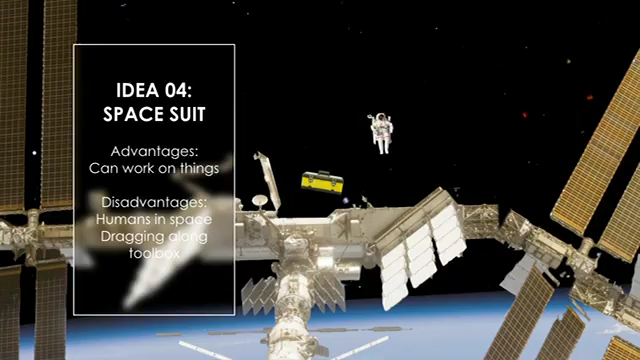 IDEA 04:
SPACE SUIT
Advantages:
Can work on things
Disadvantages:
Humans in space
Dragging along
toolbox